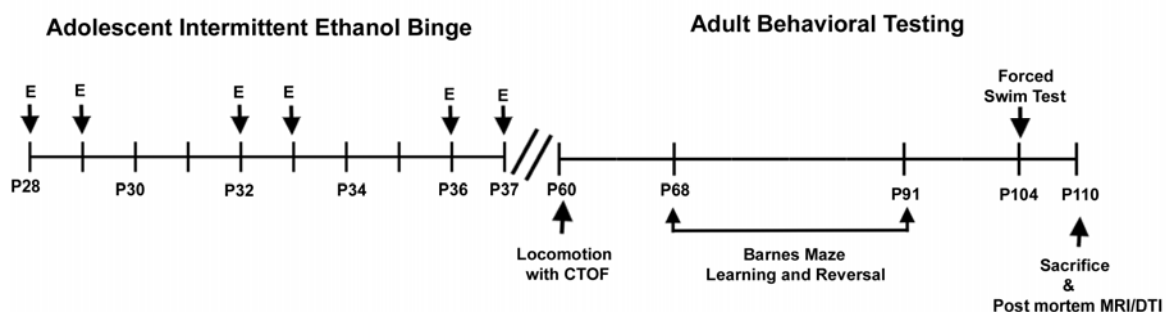 Adolescent Intermittent Ethanol Binge
Adult Behavioral Testing
E E E E E E
Forced
Swim Test
P28 P30 P32 P34 P36 P37 P60 P68 P91 P104 P110
Locomotion
with CTOF
Barnes Maze
Learning and Reversal
Sacrifice
&
Post mortem MRI/DTI